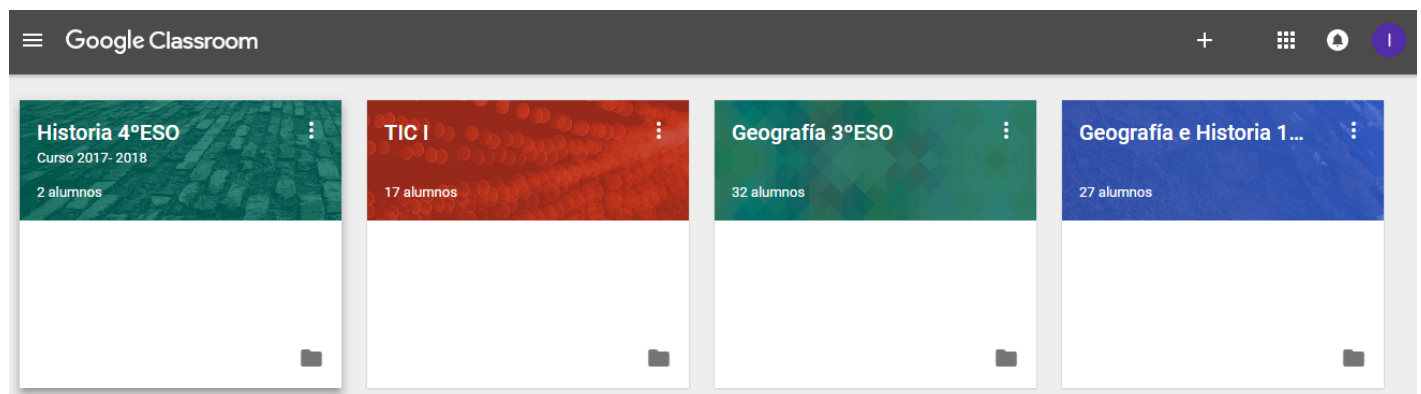 Google Classroom
I
Historia 4ºESO
Curso 2017- 2018
2 alumnos
TIC I
17 alumnos
Geografía 3ºESO
32 alumnos
Geografía e Historia 1...
27 alumnos